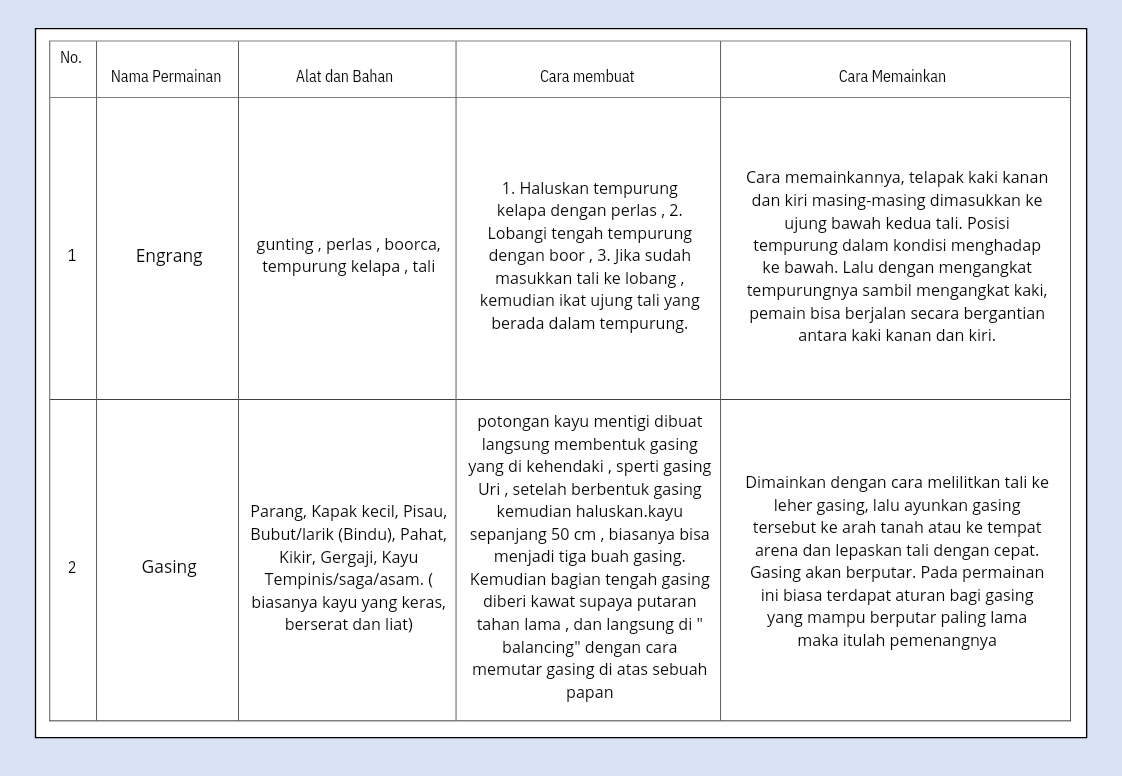 No.
Nama Permainan
Alat dan Bahan
Cara membuat
Cara Memainkan
1
Engrang
gunting , perlas , boorca,
tempurung kelapa , tali
1. Haluskan tempurung
kelapa dengan perlas , 2.
Lobangi tengah tempurung
dengan boor , 3. Jika sudah
masukkan tali ke lobang ,
kemudian ikat ujung tali yang
berada dalam tempurung.
Cara memainkannya, telapak kaki kanan
dan kiri masing-masing dimasukkan ke
ujung bawah kedua tali. Posisi
tempurung dalam kondisi menghadap
ke bawah. Lalu dengan mengangkat
tempurungnya sambil mengangkat kaki,
pemain bisa berjalan secara bergantian
antara kaki kanan dan kiri.
2
Gasing
Parang, Kapak kecil, Pisau,
Bubut/larik (Bindu), Pahat,
Kikir, Gergaji, Kayu
Tempinis/saga/asam. (
biasanya kayu yang keras,
berserat dan liat)
potongan kayu mentigi dibuat
langsung membentuk gasing
yang di kehendaki , sperti gasing
Uri , setelah berbentuk gasing
kemudian haluskan.kayu
sepanjang 50 cm , biasanya bisa
menjadi tiga buah gasing.
Kemudian bagian tengah gasing
diberi kawat supaya putaran
tahan lama , dan langsung di "
balancing" dengan cara
memutar gasing di atas sebuah
papan
Dimainkan dengan cara melilitkan tali ke
leher gasing, lalu ayunkan gasing
tersebut ke arah tanah atau ke tempat
arena dan lepaskan tali dengan cepat.
Gasing akan berputar. Pada permainan
ini biasa terdapat aturan bagi gasing
yang mampu berputar paling lama
maka itulah pemenangnya